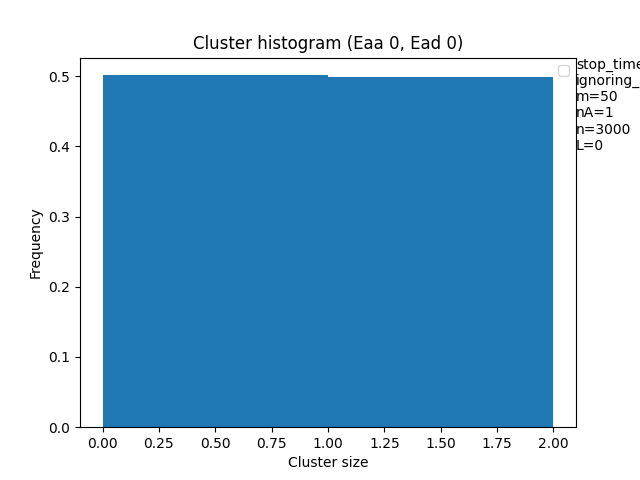 Cluster histogram (Eaa 0, Ead 0)
stop_time
ignoring_
m=50
nA=1
n=3000
L=0
Frequency
0.5
0.4
0.3
0.2
0.1
0.0
0.00 0.25 0.50 0.75 1.00 1.25 1.50 1.75 2.00
Cluster size